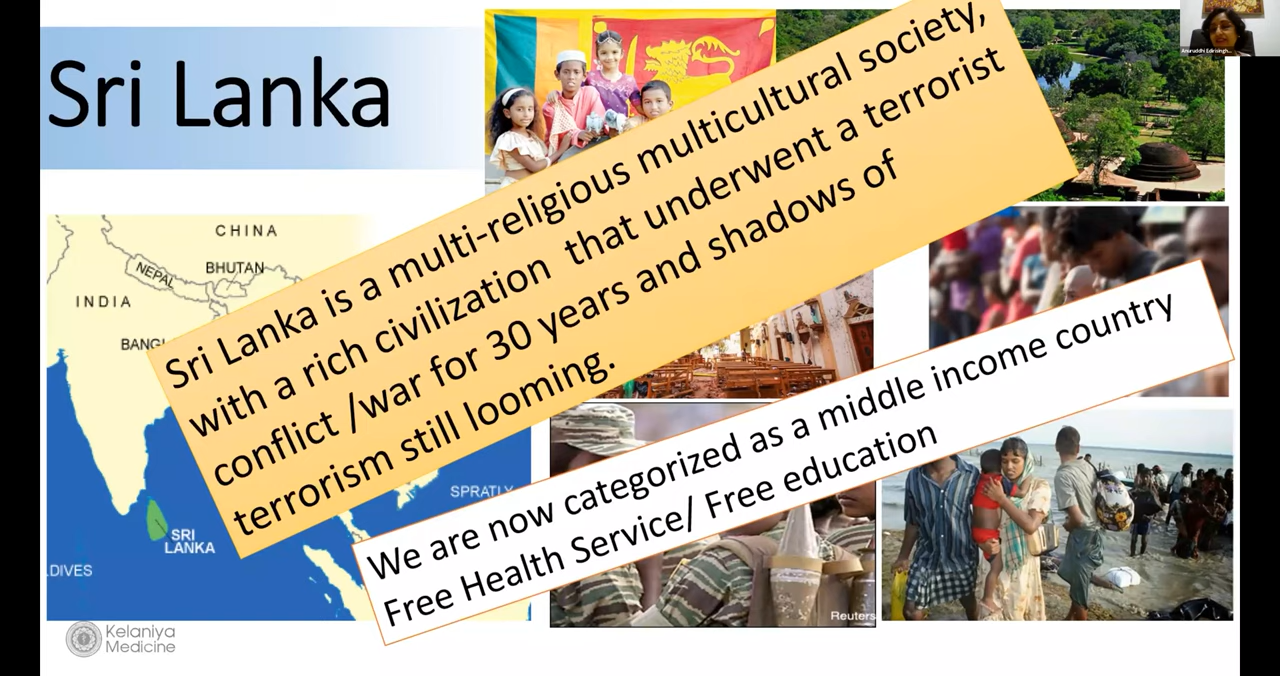 Sri Lanka
Anuruddhi Edirisingh...
CHINA
NEPAL
BHUTAN
INDIA
SRI
LANKA
SPRATLY
Sri Lanka is a multi-religious multicultural society,
with a rich civilization that underwent a terrorist
conflict /war for 30 years and shadows of
terrorism still looming.
We are now categorized as a middle income country
Free Health Service/ Free education
Reuters
Kelaniya
Medicine